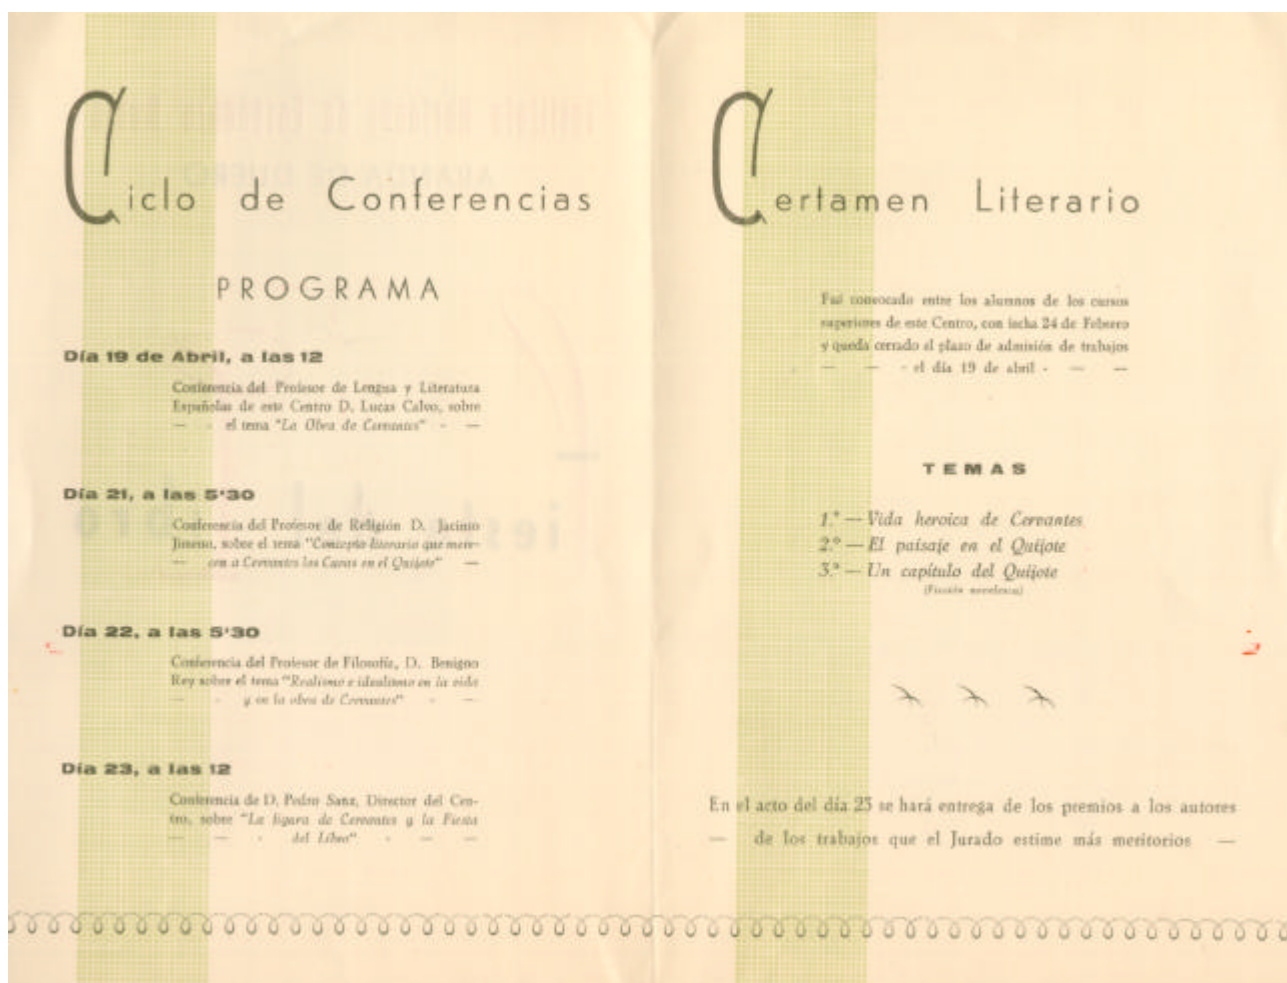 Ciclo de Conferencias
PROGRAMA
Día 19 de Abril, a las 12
Conferencia del Profesor de Lengua y Literatura
Españolas de este Centro D. Lucas Calvo, sobre
— - el tema "La Obra de Cervantes" - —
Día 21, a las 5'30
Conferencia del Profesor de Religión D. Jacinto
Jimeno, sobre el tema "Concepto literario que mere-
— cen a Cervantes las Curas en el Quijote" —
Día 22, a las 5'30
Conferencia del Profesor de Filosofía, D. Benigno
Rey sobre el tema "Realismo e idealismo en la vida
— - y en la obra de Cervantes" - —
Día 23, a las 12
Conferencia de D. Pedro Sanz, Director del Cen-
tro, sobre "La figura de Cervantes y la Fiesta
— — - del Libro" - — —
Certamen Literario
Fué convocado entre los alumnos de los cursos
superiores de este Centro, con fecha 24 de Febrero
y queda cerrado el plazo de admisión de trabajos
— — - el día 19 de abril - — —
TEMAS
1.º — Vida heroica de Cervantes
2.º — El paisaje en el Quijote
3.º — Un capítulo del Quijote
(Ficción novelesca)
En el acto del día 23 se hará entrega de los premios a los autores
— de los trabajos que el Jurado estime más meritorios —